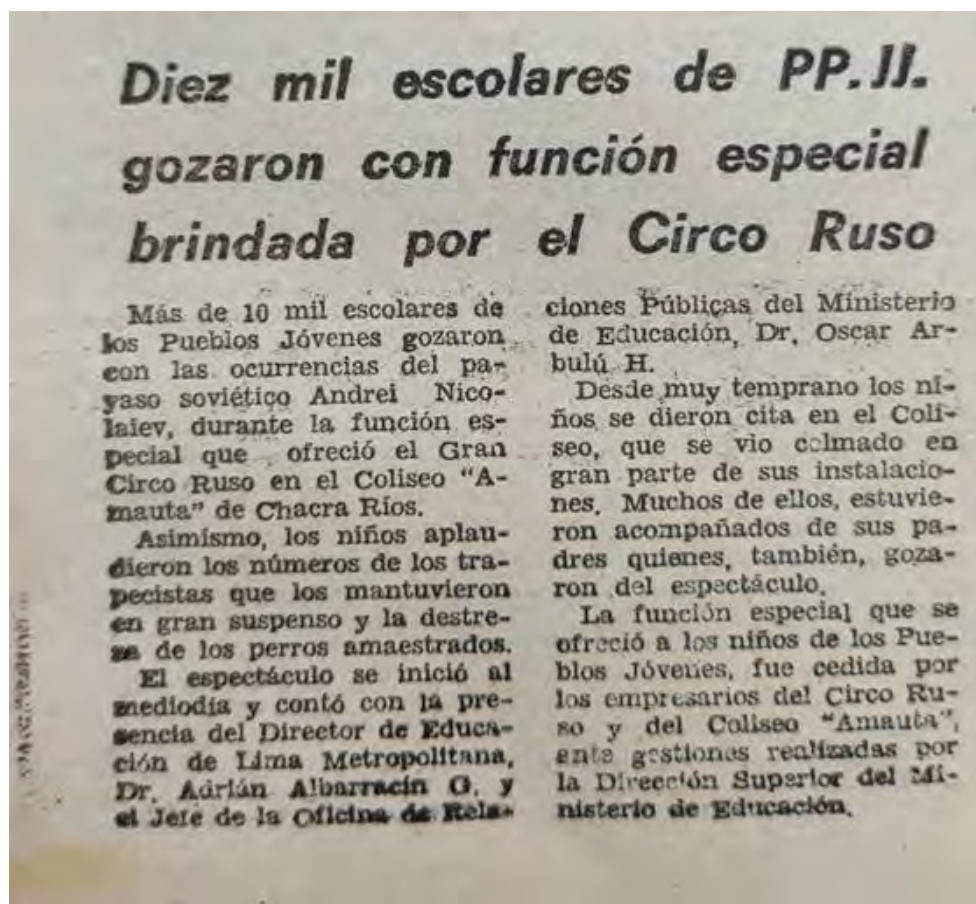 Diez mil escolares de PP.JJ.
gozaron con función especial
brindada por el Circo Ruso
Más de 10 mil escolares de
los Pueblos Jóvenes gozaron
con las ocurrencias del pa-
yaso soviético Andrei Nico-
laiev, durante la función es-
pecial que ofreció el Gran
Circo Ruso en el Coliseo "A-
mauta" de Chacra Ríos.
Asimismo, los niños aplau-
dieron los números de los tra-
pecistas que los mantuvieron
en gran suspenso y la destre-
sa de los perros amaestrados.
El espectáculo se inició al
mediodía y contó con la pre-
sencia del Director de Educa-
ción de Lima Metropolitana,
Dr. Adrián Albarracín G. y
el Jefe de la Oficina de Rela-
ciones Públicas del Ministerio
de Educación, Dr. Oscar Ar-
bulú H.
Desde muy temprano los ni-
ños se dieron cita en el Coli-
seo, que se vio colmado en
gran parte de sus instalacio-
nes. Muchos de ellos, estuvie-
ron acompañados de sus pa-
dres quienes, también, goza-
ron del espectáculo.
La función especial que se
ofreció a los niños de los Pue-
blos Jóvenes, fue cedida por
los empresarios del Circo Ru-
so y del Coliseo "Amauta",
ante gestiones realizadas por
la Dirección Superior del Mi-
nisterio de Educación.